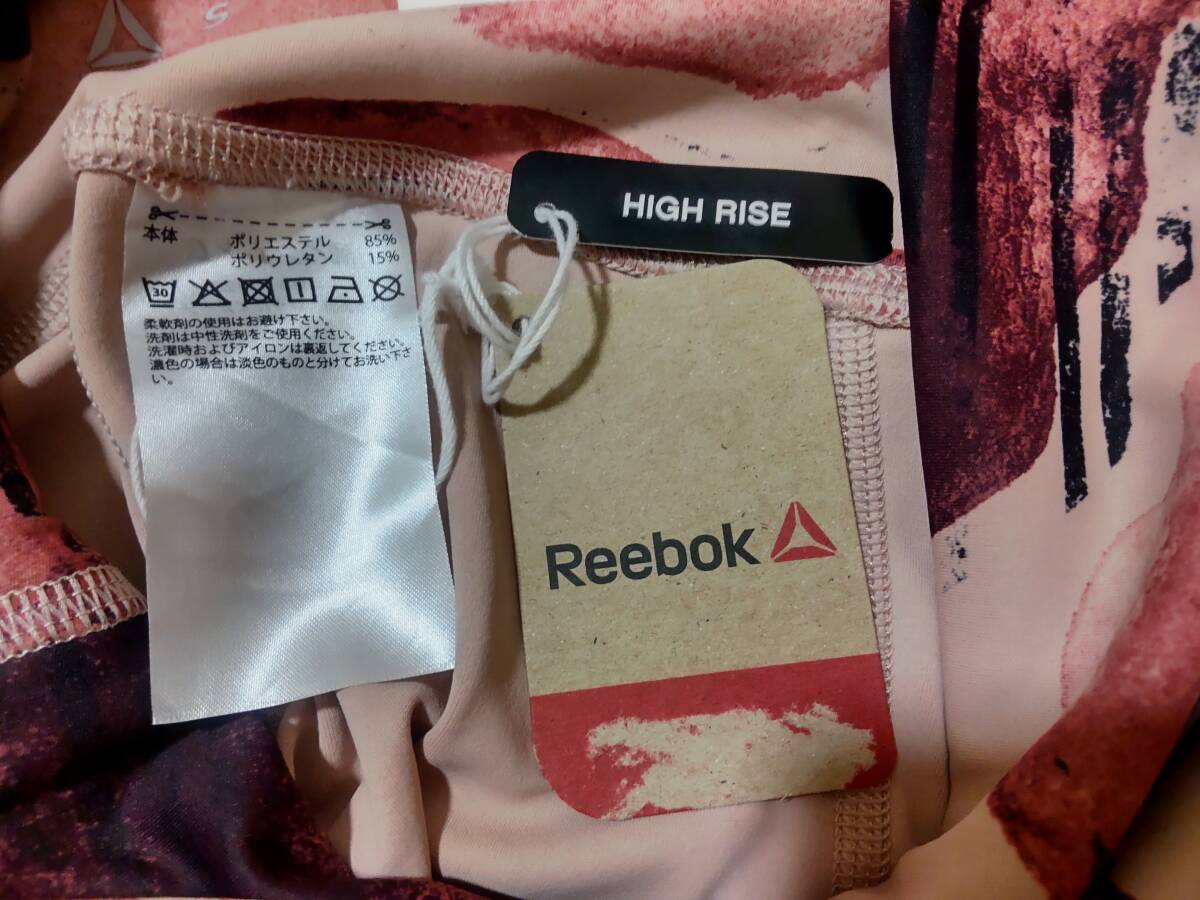 S
HIGH RISE
本体
ポリエステル 85%
ポリウレタン 15%
30
柔軟剤の使用はお避け下さい。
洗剤は中性洗剤をご使用ください。
洗濯時およびアイロンは裏返してください。
濃色の場合は淡色のものと分けてお洗い下さ
い。
Reebok